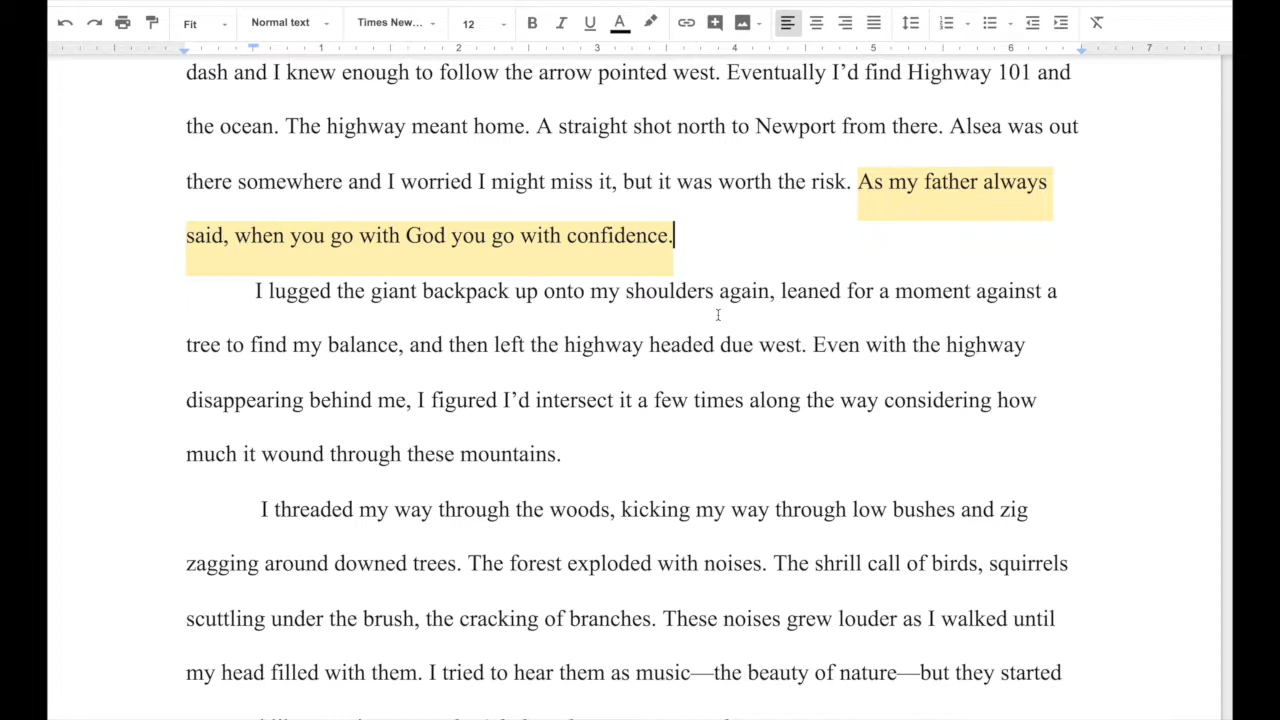 Fit Normal text Times New... 12 B I U A
1 2 3 4 5 6 7
dash and I knew enough to follow the arrow pointed west. Eventually I’d find Highway 101 and
the ocean. The highway meant home. A straight shot north to Newport from there. Alsea was out
there somewhere and I worried I might miss it, but it was worth the risk. As my father always
said, when you go with God you go with confidence.
I lugged the giant backpack up onto my shoulders again, leaned for a moment against a
tree to find my balance, and then left the highway headed due west. Even with the highway
disappearing behind me, I figured I’d intersect it a few times along the way considering how
much it wound through these mountains.
I threaded my way through the woods, kicking my way through low bushes and zig
zagging around downed trees. The forest exploded with noises. The shrill call of birds, squirrels
scuttling under the brush, the cracking of branches. These noises grew louder as I walked until
my head filled with them. I tried to hear them as music—the beauty of nature—but they started